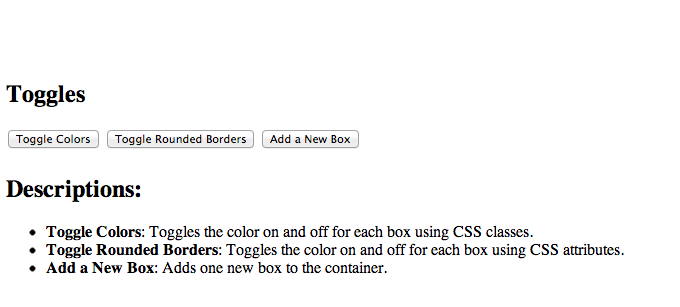 Toggles
Toggle Colors Toggle Rounded Borders Add a New Box
Descriptions:
• Toggle Colors: Toggles the color on and off for each box using CSS classes.
• Toggle Rounded Borders: Toggles the color on and off for each box using CSS attributes.
• Add a New Box: Adds one new box to the container.